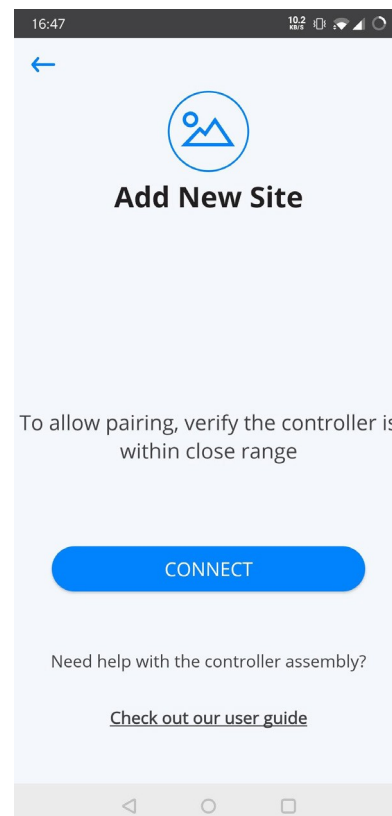 16:47
10.2
KB/S
Add New Site
To allow pairing, verify the controller is
within close range
CONNECT
Need help with the controller assembly?
Check out our user guide